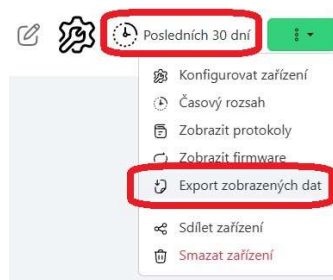 Posledních 30 dní
Konfigurovat zařízení
Časový rozsah
Zobrazit protokoly
Zobrazit firmware
Export zobrazených dat
Sdílet zařízení
Smazat zařízení